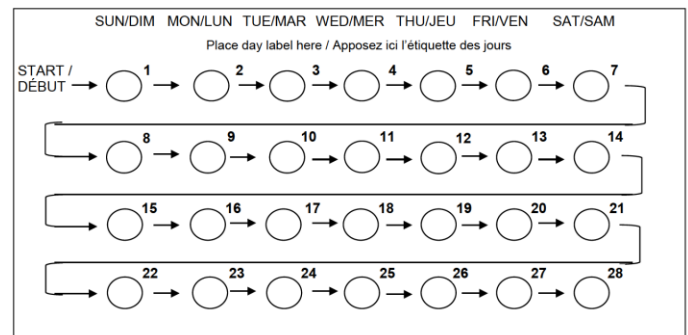 SUN/DIM MON/LUN TUE/MAR WED/MER THU/JEU FRI/VEN SAT/SAM
Place day label here / Apposez ici l'étiquette des jours
START /
DÉBUT
1 2 3 4 5 6 7
8 9 10 11 12 13 14
15 16 17 18 19 20 21
22 23 24 25 26 27 28